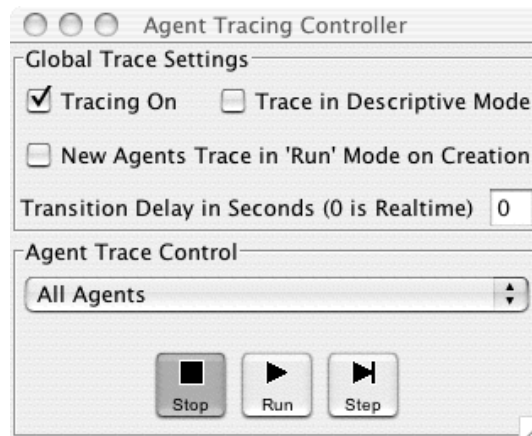 Agent Tracing Controller
Global Trace Settings
Tracing On Trace in Descriptive Mode
New Agents Trace in 'Run' Mode on Creation
Transition Delay in Seconds (0 is Realtime) 0
Agent Trace Control
All Agents
Stop Run Step